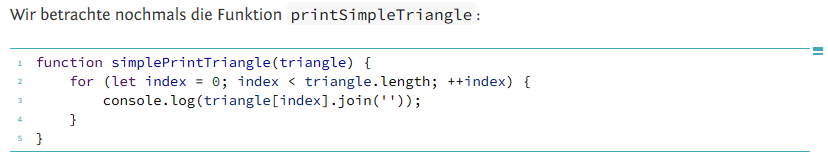 Wir betrachten nochmals die Funktion printSimpleTriangle:
1 function simplePrintTriangle(triangle) {
2     for (let index = 0; index < triangle.length; ++index) {
3         console.log(triangle[index].join(''));
4     }
5 }